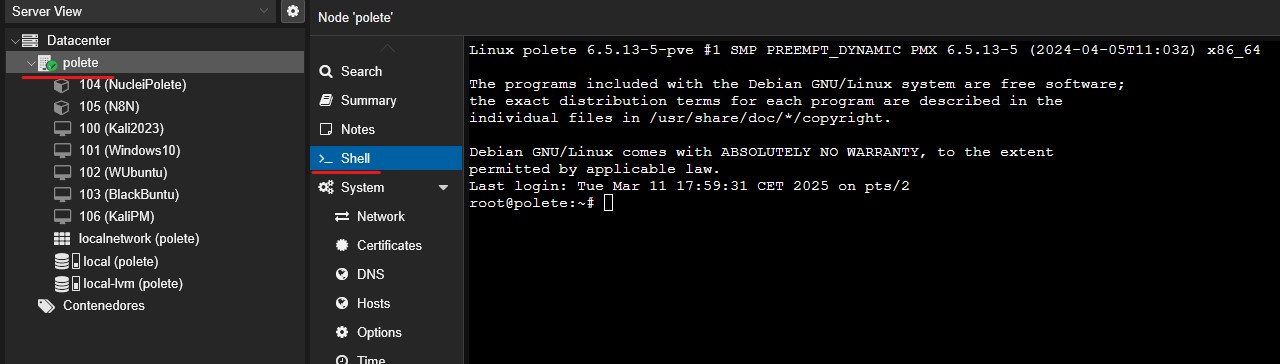 Server View
Datacenter
polete
104 (NucleiPolete)
105 (N8N)
100 (Kali2023)
101 (Windows10)
102 (WUbuntu)
103 (BlackBuntu)
106 (KaliPM)
localnetwork (polete)
local (polete)
local-lvm (polete)
Contenedores
Node 'polete'
Search
Summary
Notes
>_ Shell
System
Network
Certificates
DNS
Hosts
Options
Time
Linux polete 6.5.13-5-pve #1 SMP PREEMPT_DYNAMIC PMX 6.5.13-5 (2024-04-05T11:03Z) x86_64
The programs included with the Debian GNU/Linux system are free software;
the exact distribution terms for each program are described in the
individual files in /usr/share/doc/*/copyright.
Debian GNU/Linux comes with ABSOLUTELY NO WARRANTY, to the extent
permitted by applicable law.
Last login: Tue Mar 11 17:59:31 CET 2025 on pts/2
root@polete:~#